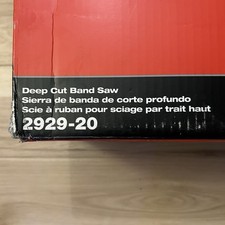 Deep Cut Band Saw
Sierra de banda de corte profundo
Scie à ruban pour sciage par trait haut
2929-20